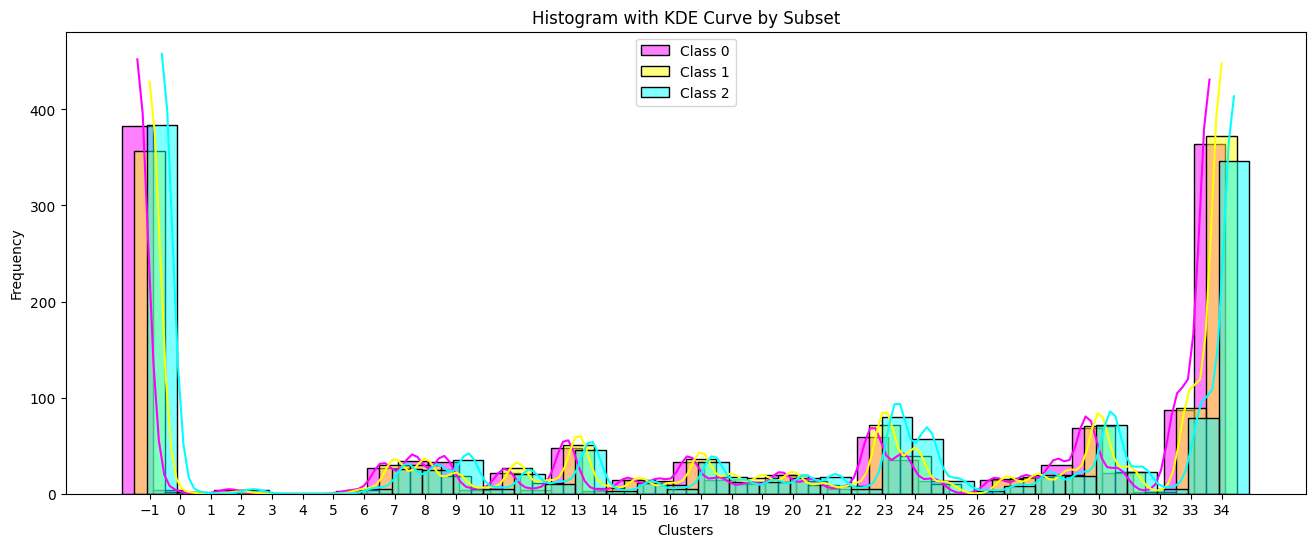 Histogram with KDE Curve by Subset
Class 0
Class 1
Class 2
Frequency
400
300
200
100
0
−1 0 1 2 3 4 5 6 7 8 9 10 11 12 13 14 15 16 17 18 19 20 21 22 23 24 25 26 27 28 29 30 31 32 33 34
Clusters